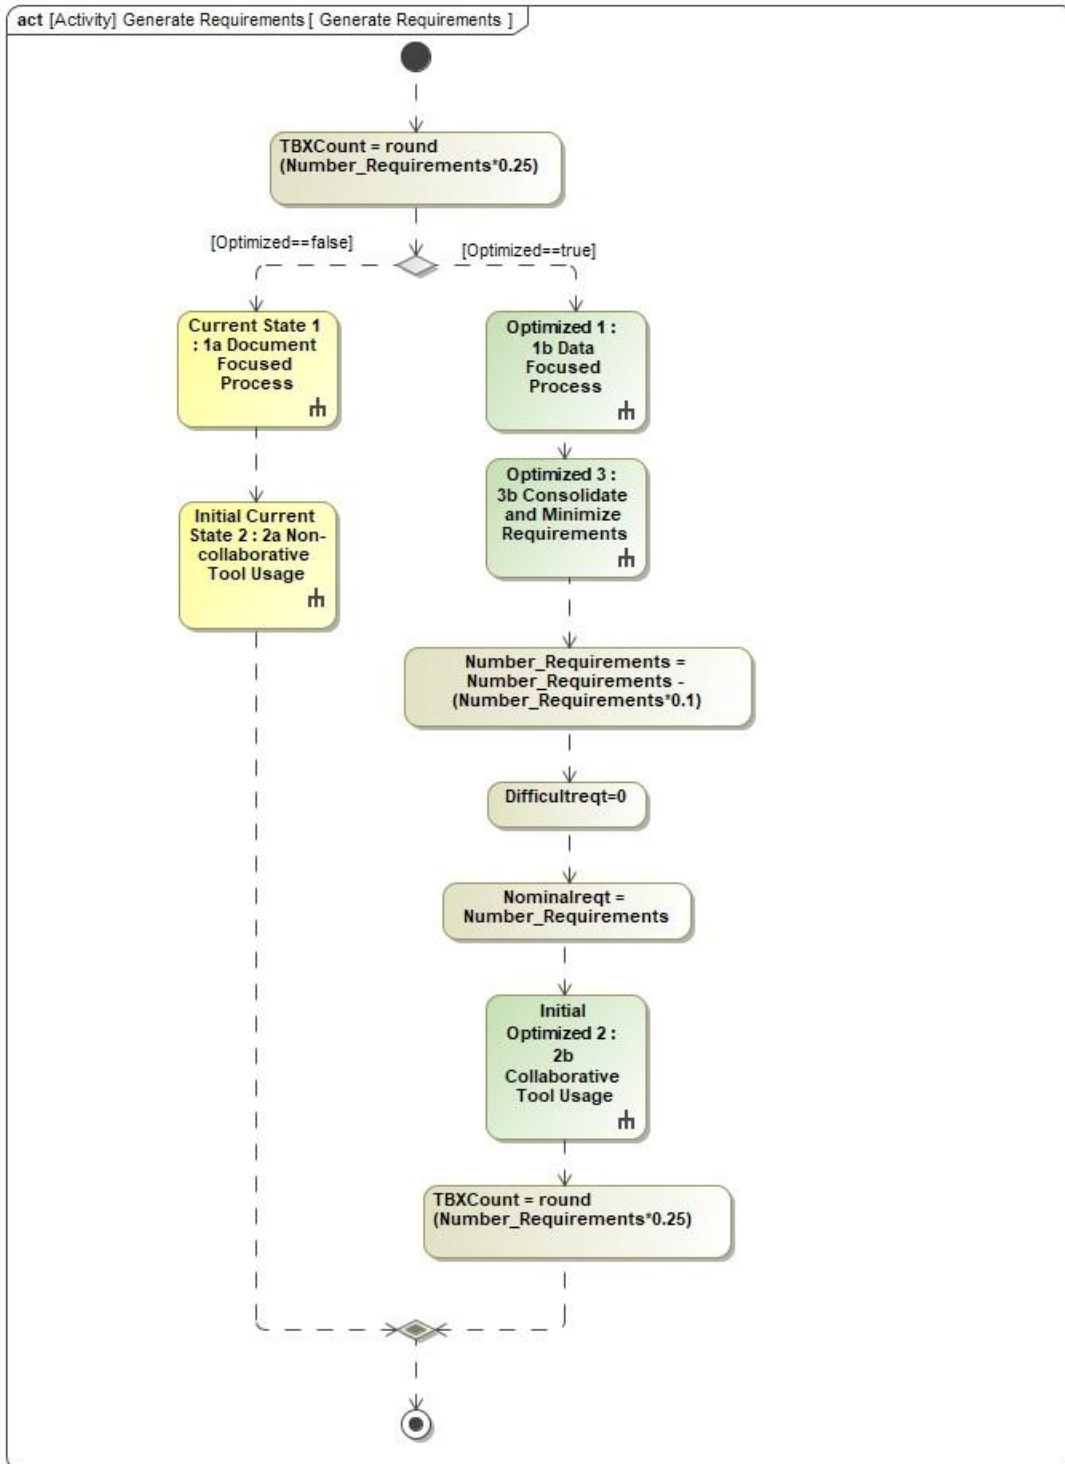 act [Activity] Generate Requirements [ Generate Requirements ]
TBXCount = round
(Number_Requirements*0.25)
[Optimized==false]
[Optimized==true]
Current State 1
: 1a Document
Focused
Process
Initial Current
State 2 : 2a Non-
collaborative
Tool Usage
Optimized 1 :
1b Data
Focused
Process
Optimized 3 :
3b Consolidate
and Minimize
Requirements
Number_Requirements =
Number_Requirements -
(Number_Requirements*0.1)
Difficultreqt=0
Nominalreqt =
Number_Requirements
Initial
Optimized 2 :
2b
Collaborative
Tool Usage
TBXCount = round
(Number_Requirements*0.25)